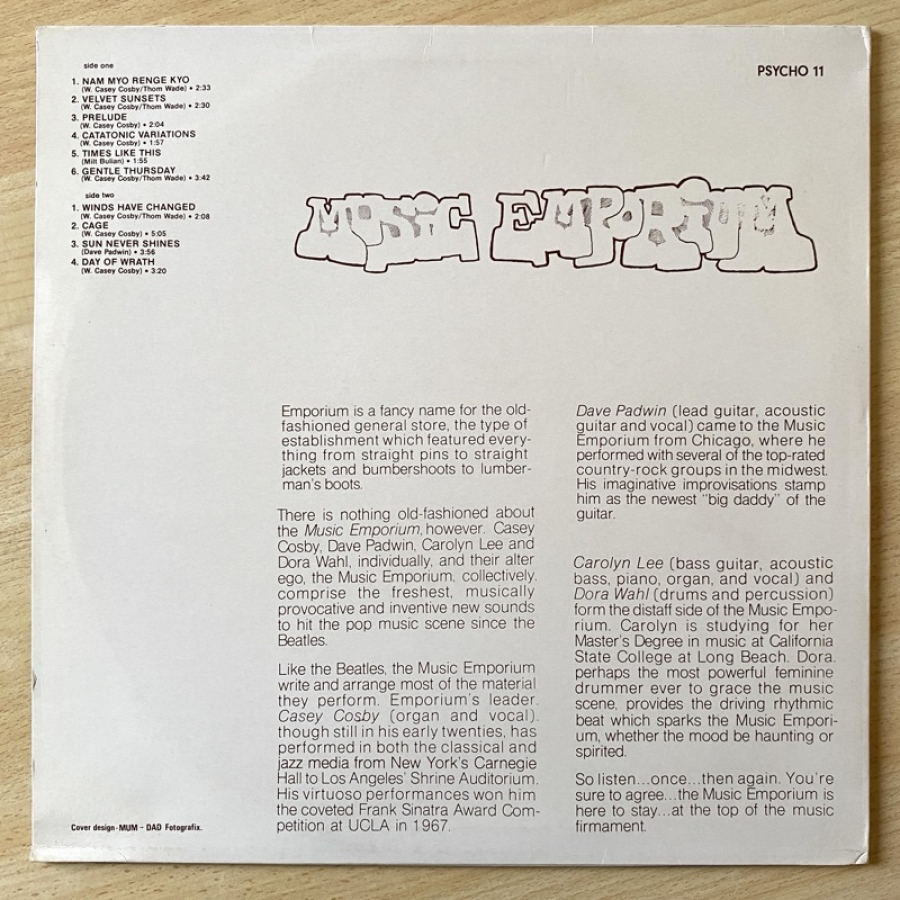 side one
1. NAM MYO RENGE KYO
(W. Casey Cosby/Thom Wade) • 2:33
2. VELVET SUNSETS
(W. Casey Cosby/Thom Wade) • 2:30
3. PRELUDE
(W. Casey Cosby) • 2:04
4. CATATONIC VARIATIONS
(W. Casey Cosby) • 1:57
5. TIMES LIKE THIS
(Milt Bulian) • 1:55
6. GENTLE THURSDAY
(W. Casey Cosby/Thom Wade) • 3:42
side two
1. WINDS HAVE CHANGED
(W. Casey Cosby/Thom Wade) • 2:08
2. CAGE
(W. Casey Cosby) • 5:05
3. SUN NEVER SHINES
(Dave Padwin) • 3:56
4. DAY OF WRATH
(W. Casey Cosby) • 3:20
PSYCHO 11
MUSiC EMPORiUM
Emporium is a fancy name for the old-
fashioned general store, the type of
establishment which featured every-
thing from straight pins to straight
jackets and bumbershoots to lumber-
man's boots.
There is nothing old-fashioned about
the Music Emporium, however. Casey
Cosby, Dave Padwin, Carolyn Lee and
Dora Wahl, individually, and their alter
ego, the Music Emporium, collectively,
comprise the freshest, musically
provocative and inventive new sounds
to hit the pop music scene since the
Beatles.
Like the Beatles, the Music Emporium
write and arrange most of the material
they perform. Emporium's leader,
Casey Cosby (organ and vocal),
though still in his early twenties, has
performed in both the classical and
jazz media from New York's Carnegie
Hall to Los Angeles' Shrine Auditorium.
His virtuoso performances won him
the coveted Frank Sinatra Award Com-
petition at UCLA in 1967.
Dave Padwin (lead guitar, acoustic
guitar and vocal) came to the Music
Emporium from Chicago, where he
performed with several of the top-rated
country-rock groups in the midwest.
His imaginative improvisations stamp
him as the newest "big daddy" of the
guitar.
Carolyn Lee (bass guitar, acoustic
bass, piano, organ, and vocal) and
Dora Wahl (drums and percussion)
form the distaff side of the Music Empo-
rium. Carolyn is studying for her
Master's Degree in music at California
State College at Long Beach. Dora,
perhaps the most powerful feminine
drummer ever to grace the music
scene, provides the driving rhythmic
beat which sparks the Music Empori-
um, whether the mood be haunting or
spirited.
So listen...once...then again. You're
sure to agree...the Music Emporium is
here to stay...at the top of the music
firmament.
Cover design-MUM - DAD Fotografix.